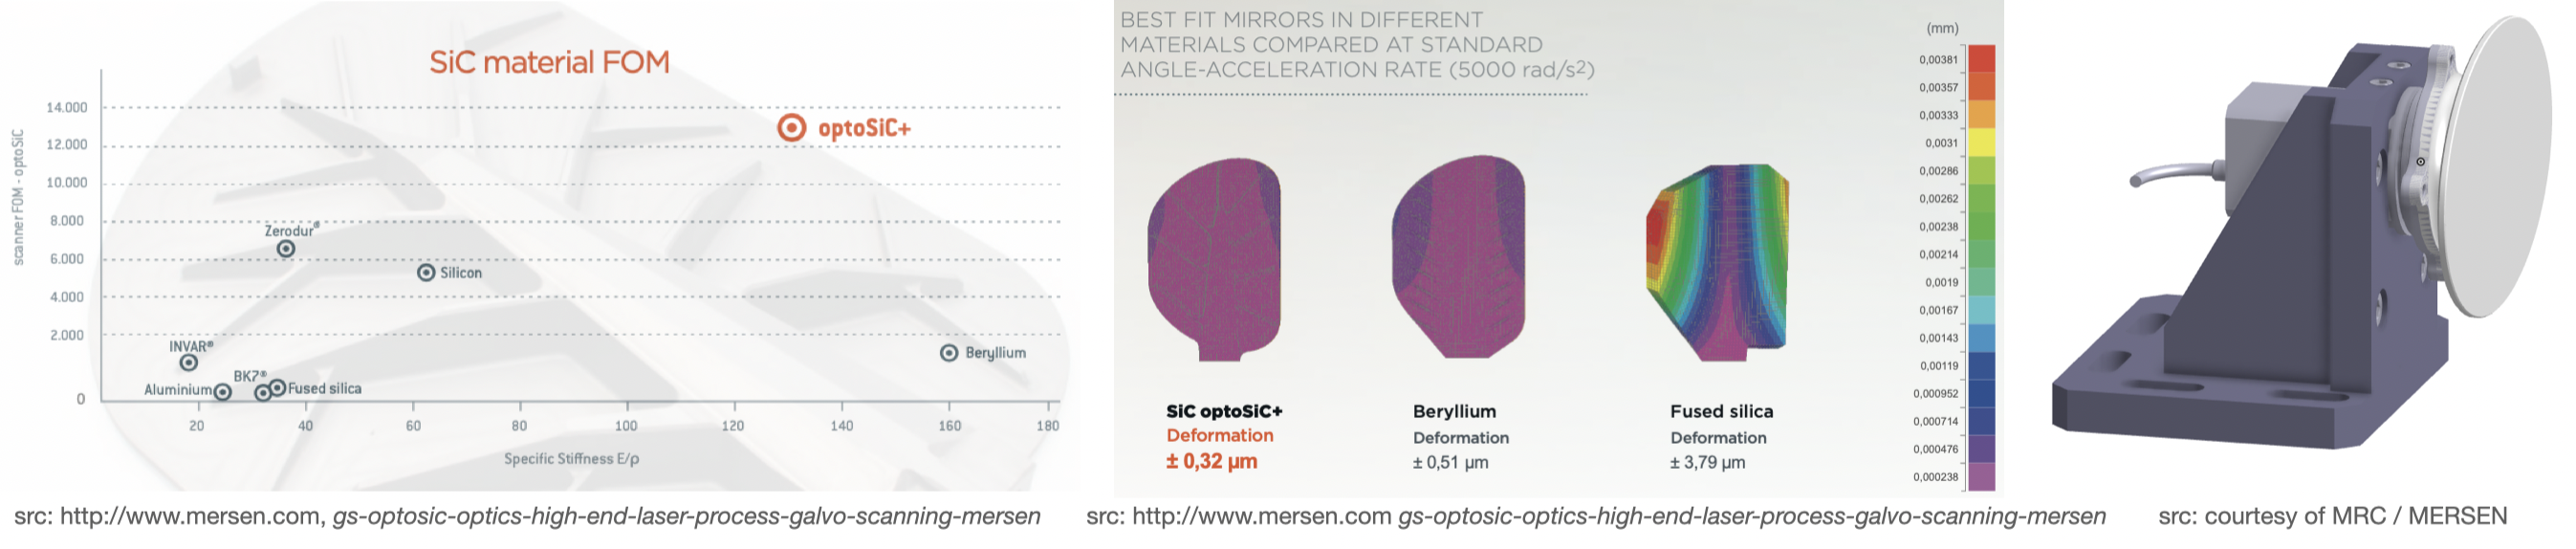 SiC material FOM
scanner FOM - optoSiC
14.000
12.000
10.000
8.000
6.000
4.000
2.000
0
optoSiC+
Zerodur®
Silicon
INVAR®
Aluminium
BK7®
Fused silica
Beryllium
20 40 60 80 100 120 140 160 180
Specific Stiffness E/ρ
src: http://www.mersen.com, gs-optosic-optics-high-end-laser-process-galvo-scanning-mersen
BEST FIT MIRRORS IN DIFFERENT
MATERIALS COMPARED AT STANDARD
ANGLE-ACCELERATION RATE (5000 rad/s2)
SiC optoSiC+
Deformation
± 0,32 µm
Beryllium
Deformation
± 0,51 µm
Fused silica
Deformation
± 3,79 µm
(mm)
0,00381
0,00357
0,00333
0,0031
0,00286
0,00262
0,00238
0,00214
0,0019
0,00167
0,00143
0,00119
0,000952
0,000714
0,000476
0,000238
src: http://www.mersen.com gs-optosic-optics-high-end-laser-process-galvo-scanning-mersen
src: courtesy of MRC / MERSEN